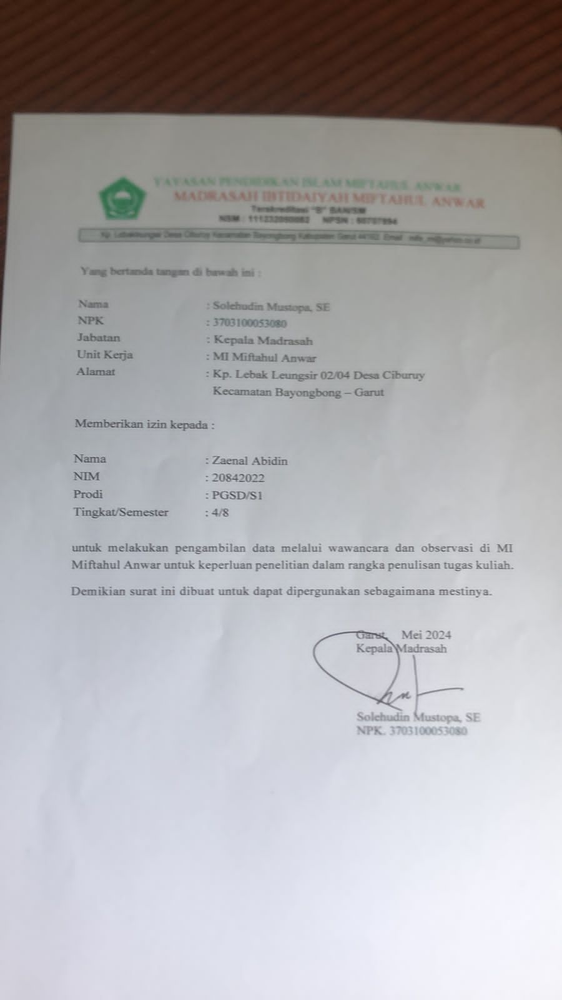 YAYASAN PENDIDIKAN ISLAM MIFTAHUL ANWAR
MADRASAH IBTIDAIYAH MIFTAHUL ANWAR
Terakreditasi "B" BAN/SM
NSM : NPSN :
Desa Ciburuy Kecamatan Bayongbong Kabupaten Garut 44162 Email :
Yang bertanda tangan di bawah ini :
Nama : Solehudin Mustopa, SE
NPK : 3703100053080
Jabatan : Kepala Madrasah
Unit Kerja : MI Miftahul Anwar
Alamat : Kp. Lebak Leungsir 02/04 Desa Ciburuy
Kecamatan Bayongbong – Garut
Memberikan izin kepada :
Nama : Zaenal Abidin
NIM : 20842022
Prodi : PGSD/S1
Tingkat/Semester : 4/8
untuk melakukan pengambilan data melalui wawancara dan observasi di MI
Miftahul Anwar untuk keperluan penelitian dalam rangka penulisan tugas kuliah.
Demikian surat ini dibuat untuk dapat dipergunakan sebagaimana mestinya.
Garut, Mei 2024
Kepala Madrasah
Solehudin Mustopa, SE
NPK. 3703100053080